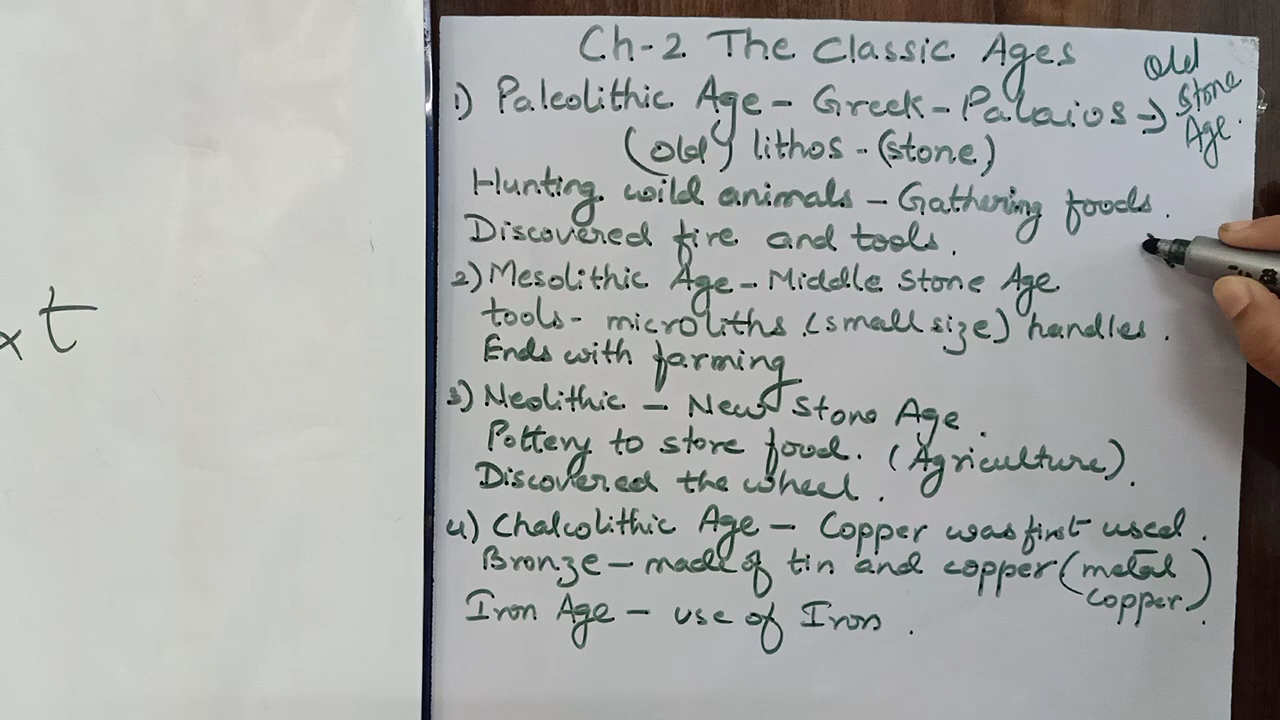 xt
Ch-2 The Classic Ages
1) Paleolithic Age - Greek - Palaios → Old Stone Age.
(old) lithos - (stone)
Hunting wild animals - Gathering foods.
Discovered fire and tools.
2) Mesolithic Age - Middle Stone Age
tools - microliths (small size) handles.
Ends with farming
3) Neolithic - New Stone Age.
Pottery to store food. (Agriculture).
Discovered the wheel.
4) Chalcolithic Age - Copper was first used.
Bronze - made of tin and copper (metal copper)
Iron Age - use of Iron.